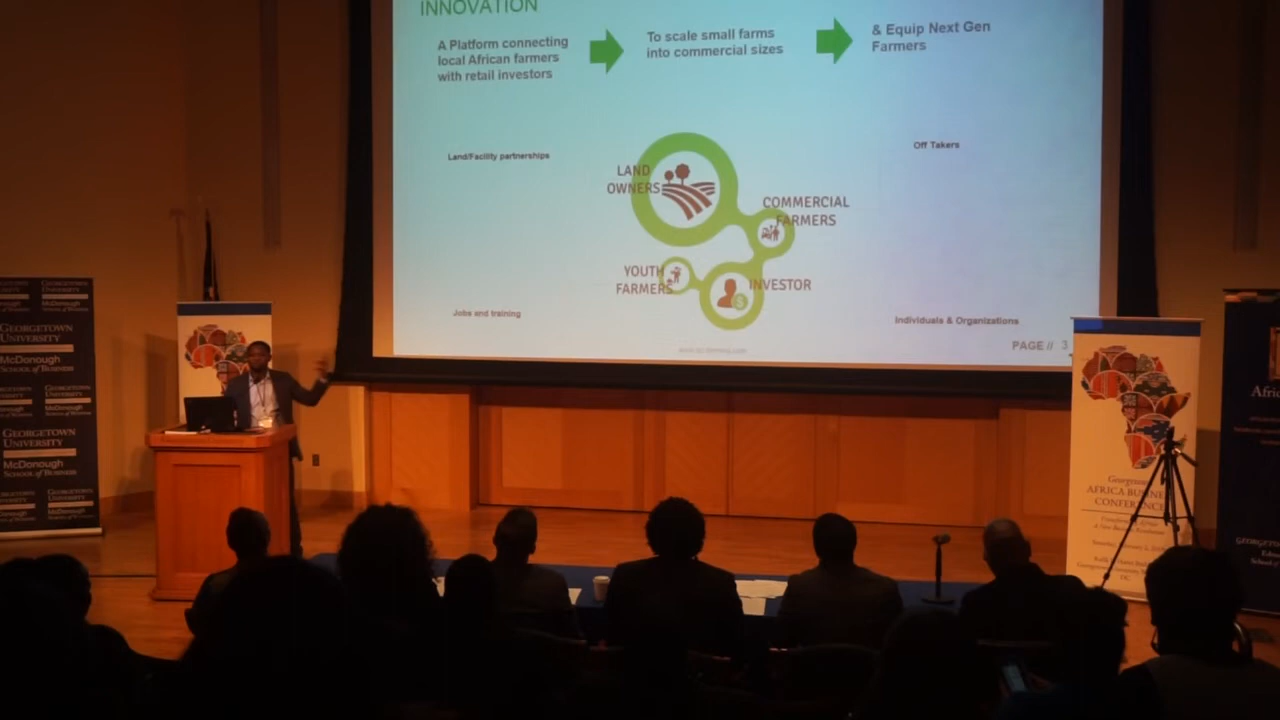 INNOVATION
A Platform connecting
local African farmers
with retail investors
To scale small farms
into commercial sizes
& Equip Next Gen
Farmers
Land/Facility partnerships
Off Takers
LAND
OWNERS
COMMERCIAL
FARMERS
YOUTH
FARMERS
INVESTOR
Jobs and training
Individuals & Organizations
PAGE // 3
GEORGETOWN
UNIVERSITY
McDonough
SCHOOL of BUSINESS
GEORGETOWN
UNIVERSITY
McDonough
SCHOOL of BUSINESS
AFRICA BUSINE
CONFERENCE